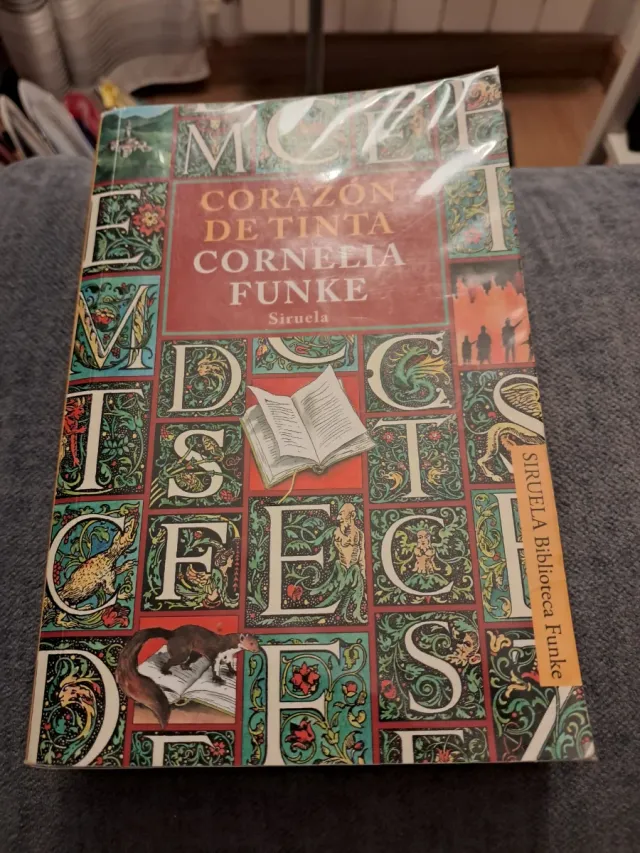 M C E
CORAZÓN
DE TINTA
CORNELIA
FUNKE
Siruela
E
T
M
D C C S
T S T
C F E C E
D E S
SIRUELA Biblioteca Funke